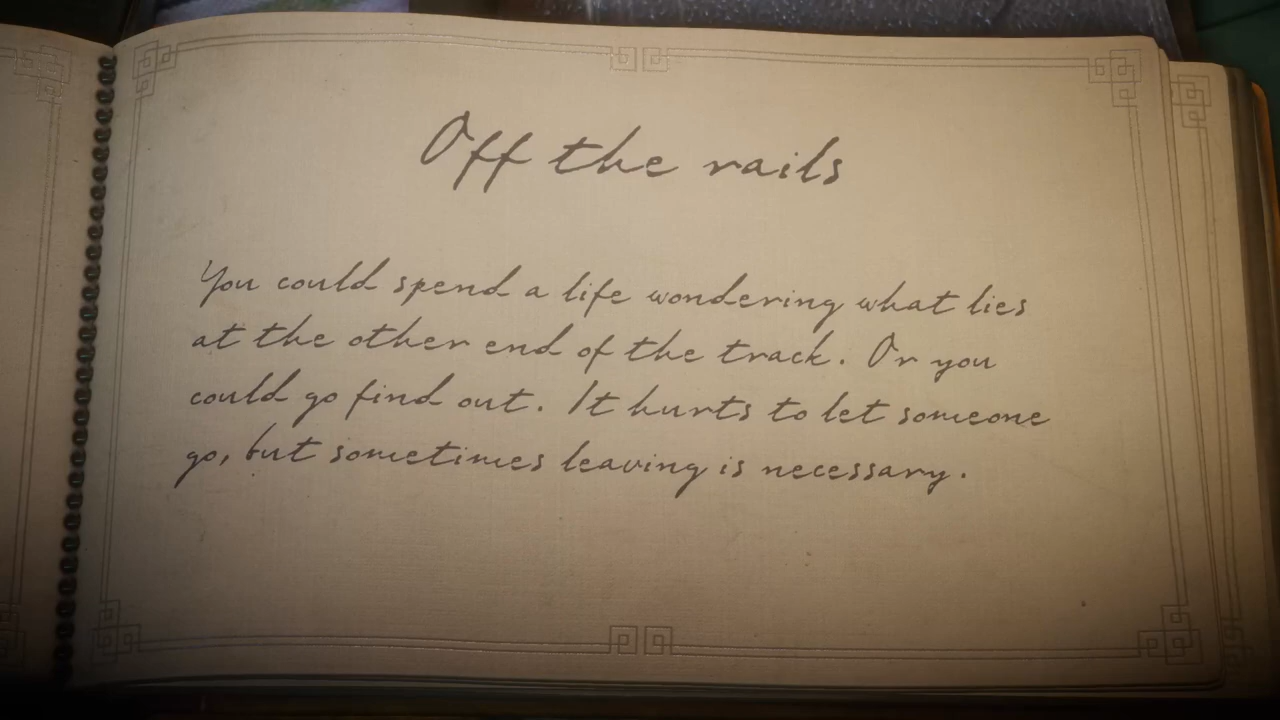 Off the rails
You could spend a life wondering what lies
at the other end of the track. Or you
could go find out. It hurts to let someone
go, but sometimes leaving is necessary.